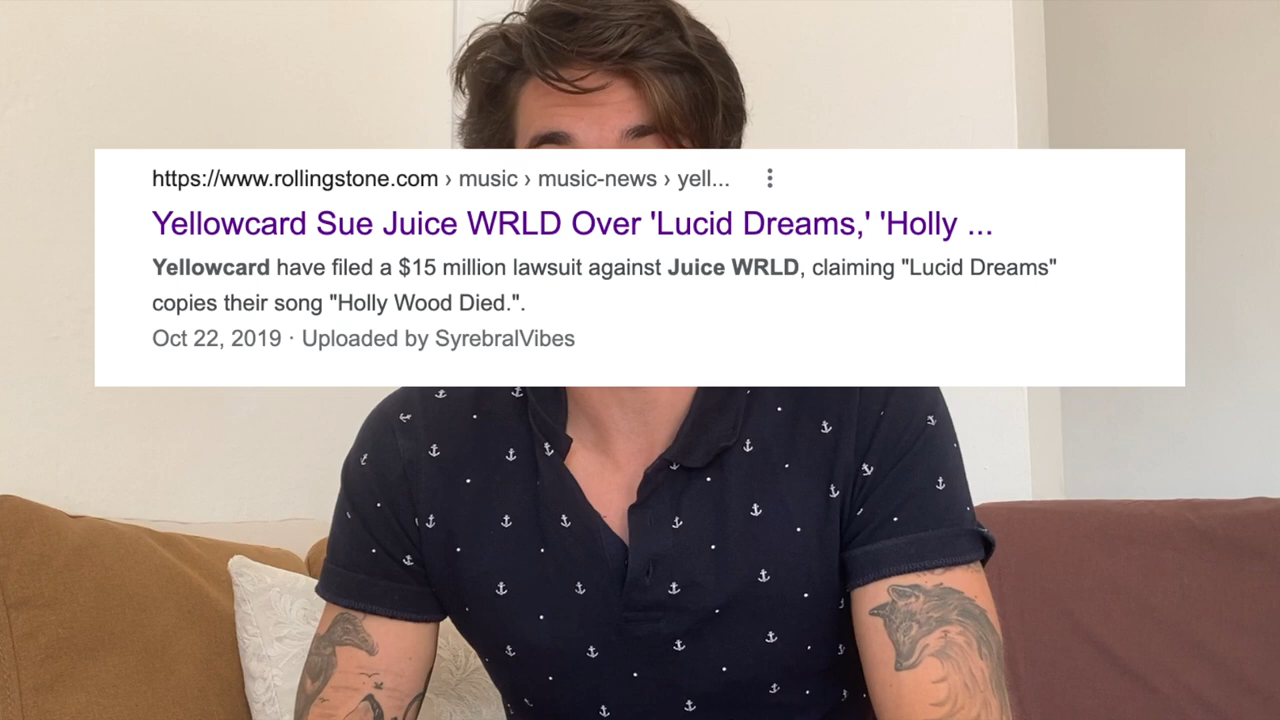 https://www.rollingstone.com › music › music-news › yell...
Yellowcard Sue Juice WRLD Over 'Lucid Dreams,' 'Holly ...
Yellowcard have filed a $15 million lawsuit against Juice WRLD, claiming "Lucid Dreams"
copies their song "Holly Wood Died.".
Oct 22, 2019 · Uploaded by SyrebralVibes